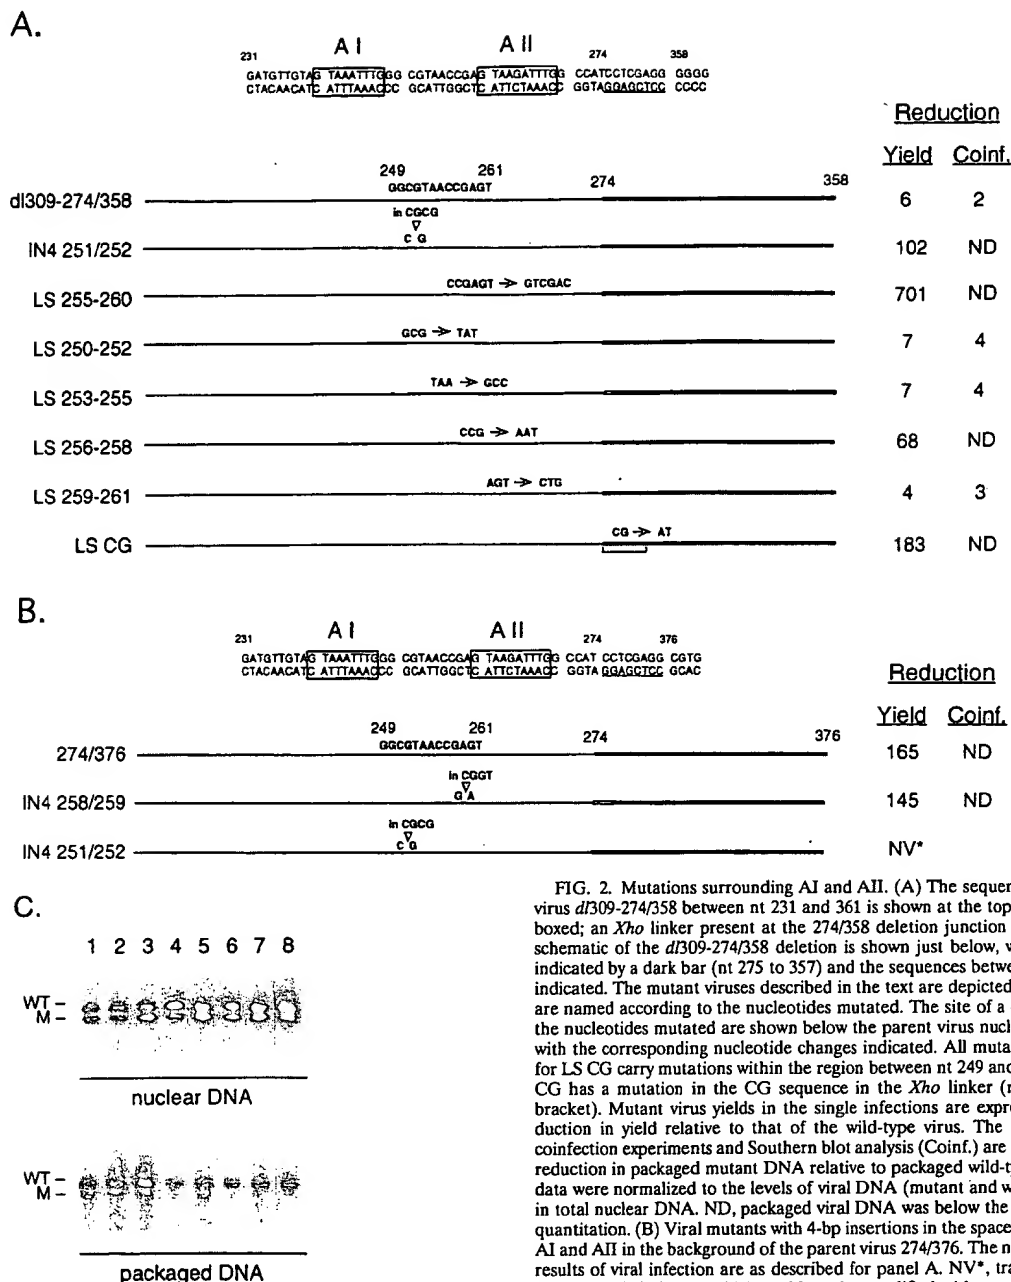 A.
A I A II
231 274 358
GATGTTGTAG TAAATTTGGG CGTAACCGAG TAAGATTTGG CCATCCTCGAGG GGGG
CTACAACATC ATTTAAACCC GCATTGGCTC ATTCTAAACC GGTAGGAGCTCC CCCC
Reduction
Yield Coinf.
249 261 274 358
GGCGTAACCGAGT
dl309-274/358 6 2
in CGCG
C G
IN4 251/252 102 ND
CCGAGT → GTCGAC
LS 255-260 701 ND
GCG → TAT
LS 250-252 7 4
TAA → GCC
LS 253-255 7 4
CCG → AAT
LS 256-258 68 ND
AGT → CTG
LS 259-261 4 3
CG → AT
LS CG 183 ND
B.
A I A II
231 274 376
GATGTTGTAG TAAATTTGGG CGTAACCGAG TAAGATTTGG CCAT CCTCGAGG CGTG
CTACAACATC ATTTAAACCC GCATTGGCTC ATTCTAAACC GGTA GGAGCTCC GCAC
Reduction
Yield Coinf.
249 261 274 376
GGCGTAACCGAGT
274/376 165 ND
in CGGT
G A
IN4 258/259 145 ND
in CGCG
C G
IN4 251/252 NV*
C.
1 2 3 4 5 6 7 8
WT –
M –
nuclear DNA
WT –
M –
packaged DNA
FIG. 2. Mutations surrounding AI and AII. (A) The sequen
virus dl309-274/358 between nt 231 and 361 is shown at the top
boxed; an Xho linker present at the 274/358 deletion junction
schematic of the dl309-274/358 deletion is shown just below, v
indicated by a dark bar (nt 275 to 357) and the sequences betwe
indicated. The mutant viruses described in the text are depicted
are named according to the nucleotides mutated. The site of a
the nucleotides mutated are shown below the parent virus nucl
with the corresponding nucleotide changes indicated. All muta
for LS CG carry mutations within the region between nt 249 and
CG has a mutation in the CG sequence in the Xho linker (r
bracket). Mutant virus yields in the single infections are expre
duction in yield relative to that of the wild-type virus. The
coinfection experiments and Southern blot analysis (Coinf.) are
reduction in packaged mutant DNA relative to packaged wild-t
data were normalized to the levels of viral DNA (mutant and w
in total nuclear DNA. ND, packaged viral DNA was below the
quantitation. (B) Viral mutants with 4-bp insertions in the space
AI and AII in the background of the parent virus 274/376. The n
results of viral infection are as described for panel A. NV*, tra